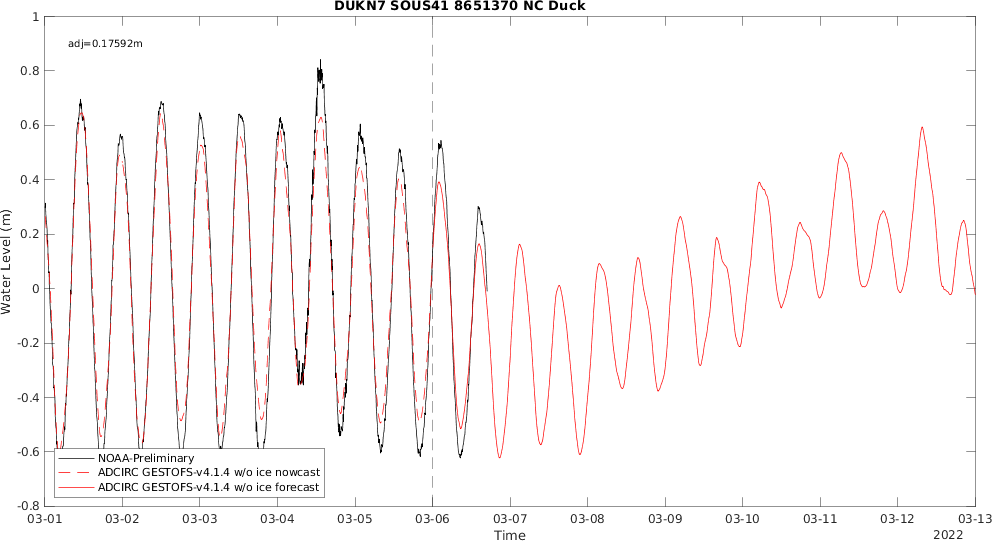 DUKN7 SOUS41 8651370 NC Duck
adj=0.17592m
Water Level (m)
1
0.8
0.6
0.4
0.2
0
-0.2
-0.4
-0.6
-0.8
NOAA-Preliminary
ADCIRC GESTOFS-v4.1.4 w/o ice nowcast
ADCIRC GESTOFS-v4.1.4 w/o ice forecast
03-01 03-02 03-03 03-04 03-05 03-06 03-07 03-08 03-09 03-10 03-11 03-12 03-13
Time
2022